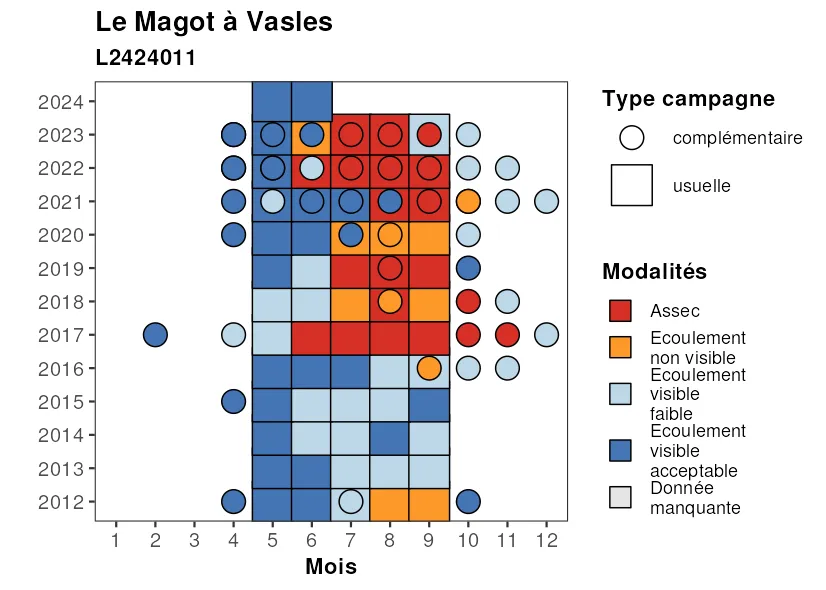 Le Magot à Vasles
L2424011
2024
2023
2022
2021
2020
2019
2018
2017
2016
2015
2014
2013
2012
1 2 3 4 5 6 7 8 9 10 11 12
Mois
Type campagne
complémentaire
usuelle
Modalités
Assec
Ecoulement
non visible
Ecoulement
visible
faible
Ecoulement
visible
acceptable
Donnée
manquante